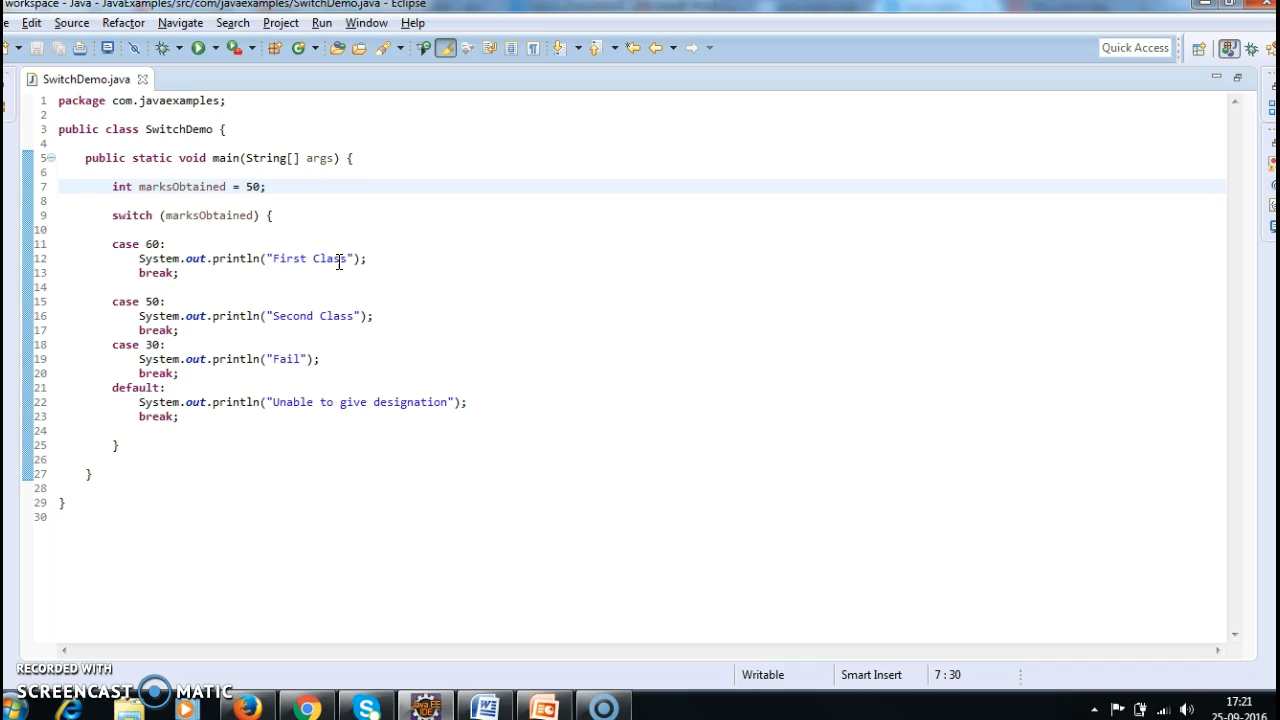 workspace - Java - JavaExamples/src/com/javaexamples/SwitchDemo.java - Eclipse
Edit Source Refactor Navigate Search Project Run Window Help
Quick Access
SwitchDemo.java
1 package com.javaexamples;
2
3 public class SwitchDemo {
4
5 public static void main(String[] args) {
6
7 int marksObtained = 50;
8
9 switch (marksObtained) {
10
11 case 60:
12 System.out.println("First Class");
13 break;
14
15 case 50:
16 System.out.println("Second Class");
17 break;
18 case 30:
19 System.out.println("Fail");
20 break;
21 default:
22 System.out.println("Unable to give designation");
23 break;
24
25 }
26
27 }
28
29 }
30
RECORDED WITH
SCREENCAST MATIC
Writable Smart Insert 7 : 30
Java EE
IDE
17:21
25-09-2016